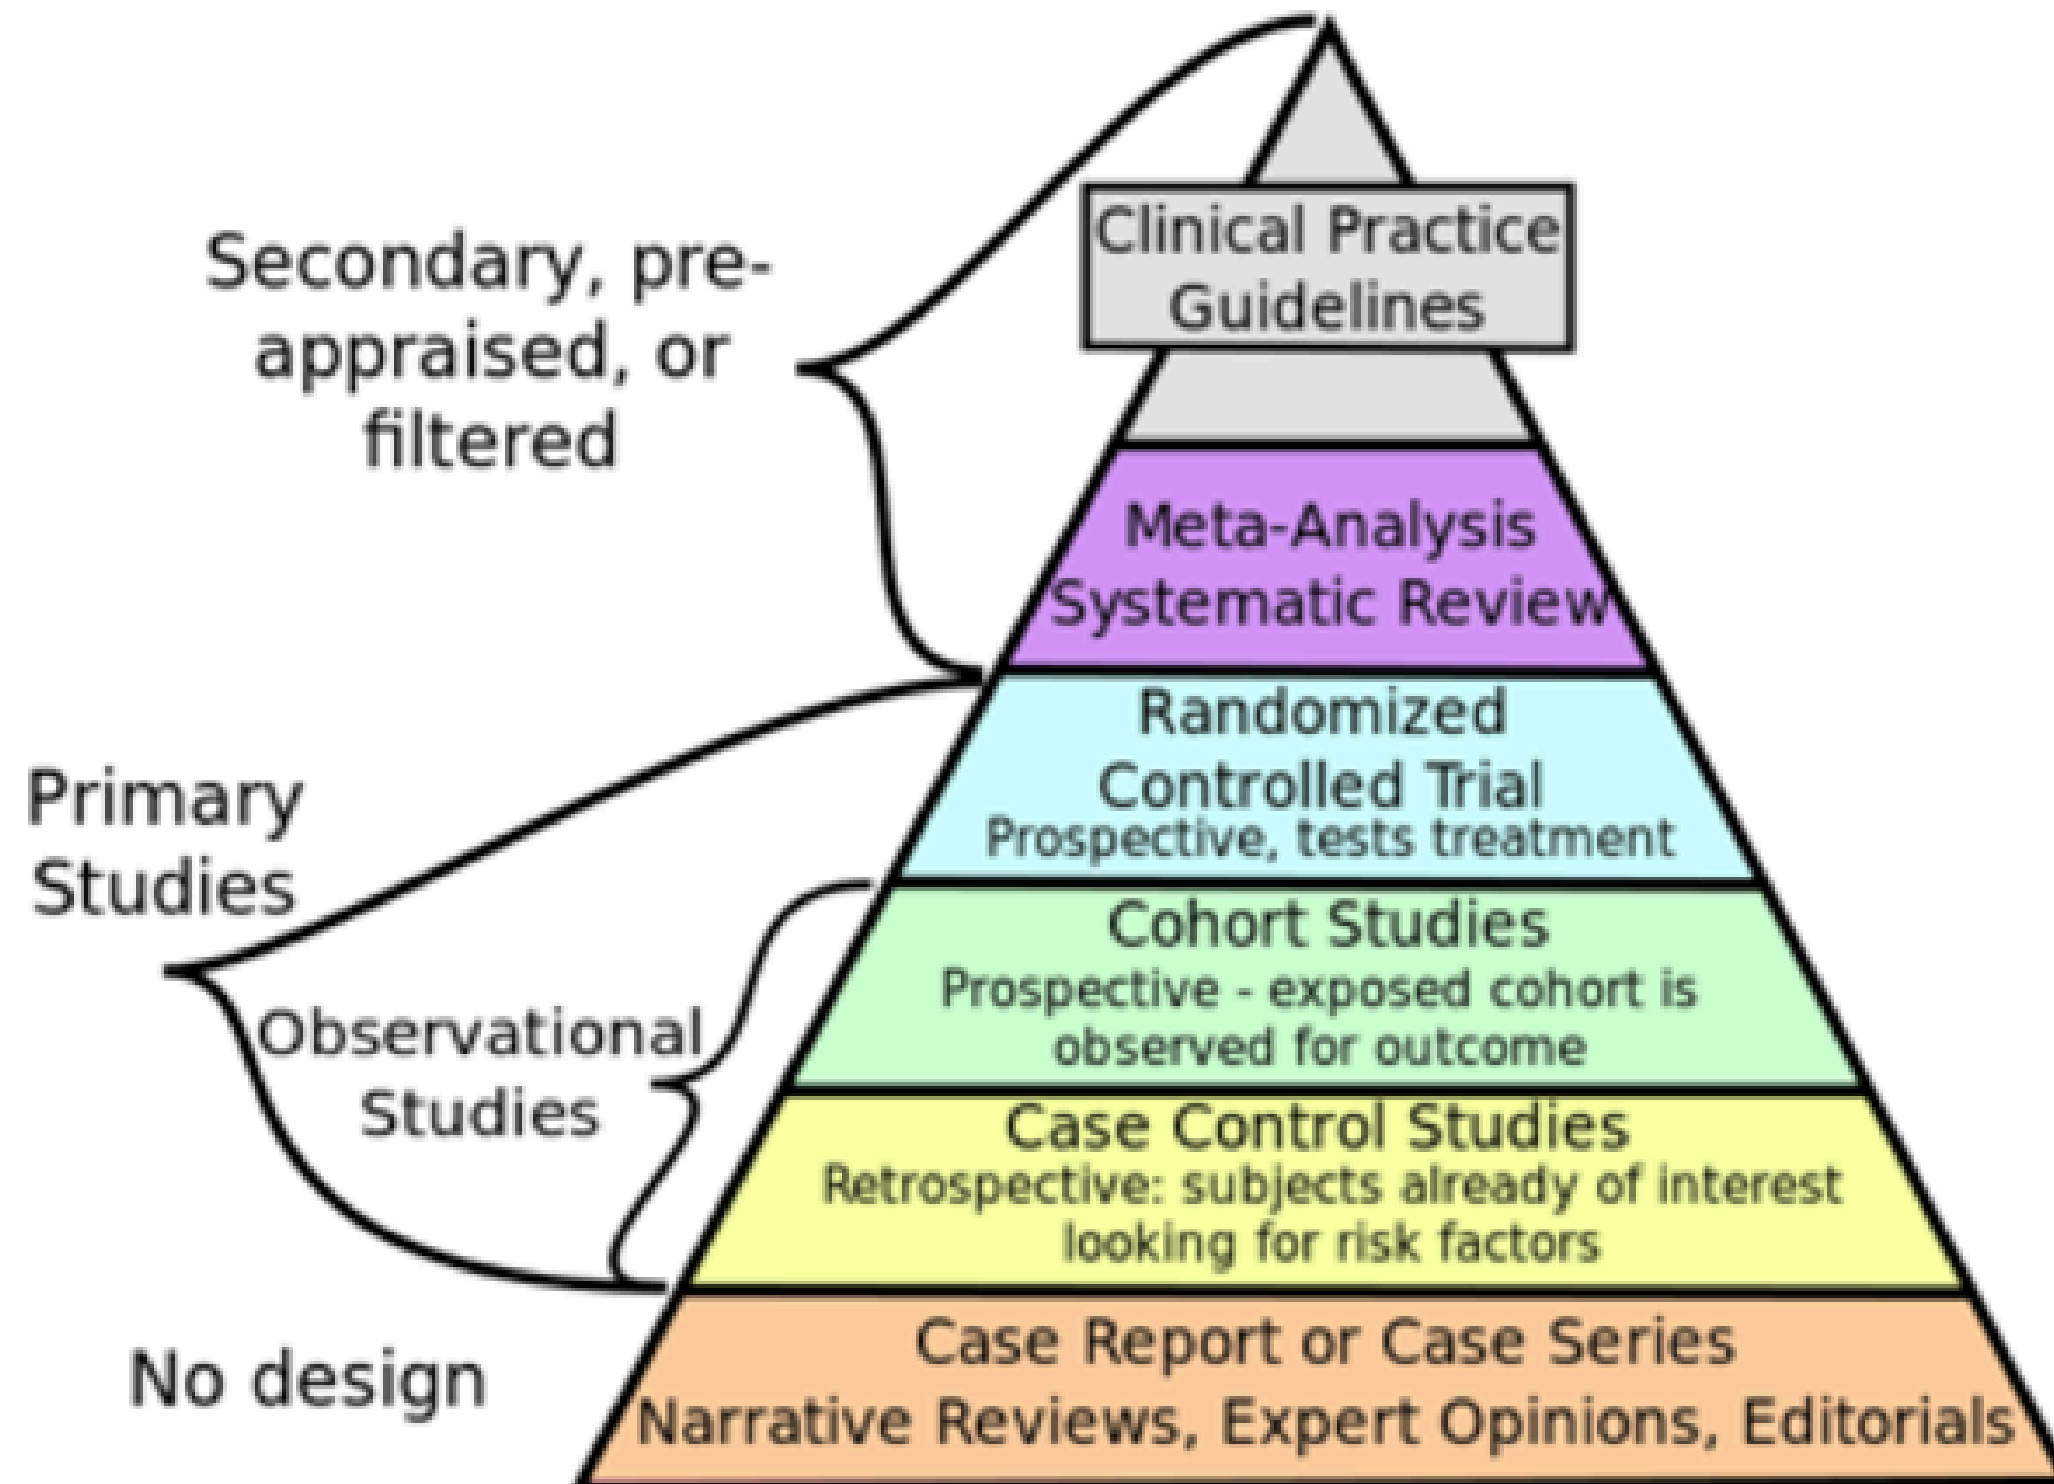 Secondary, pre-
appraised, or
filtered
Primary
Studies
Observational
Studies
No design
Clinical Practice
Guidelines
Meta-Analysis
Systematic Review
Randomized
Controlled Trial
Prospective, tests treatment
Cohort Studies
Prospective - exposed cohort is
observed for outcome
Case Control Studies
Retrospective: subjects already of interest
looking for risk factors
Case Report or Case Series
Narrative Reviews, Expert Opinions, Editorials